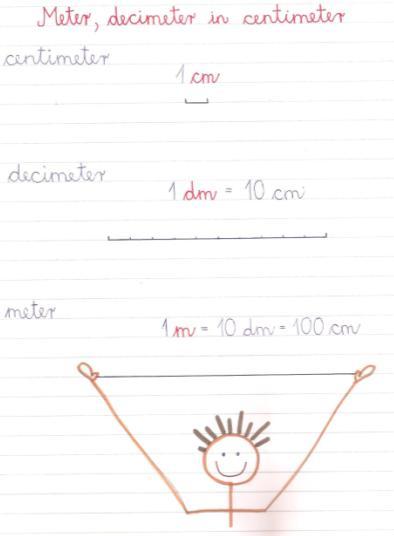 Meter, decimeter in centimeter
centimeter
1 cm
decimeter
1 dm = 10 cm
meter
1 m = 10 dm = 100 cm